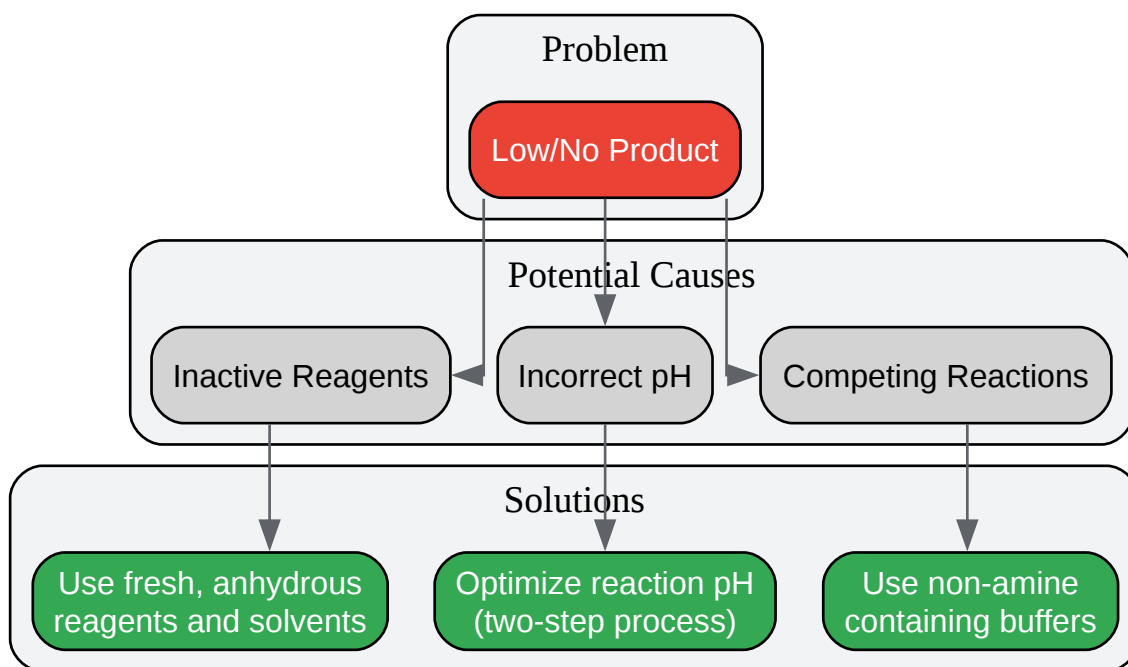 Problem
Low/No Product
Potential Causes
Inactive Reagents
Incorrect pH
Competing Reactions
Solutions
Use fresh, anhydrous
reagents and solvents
Optimize reaction pH
(two-step process)
Use non-amine
containing buffers